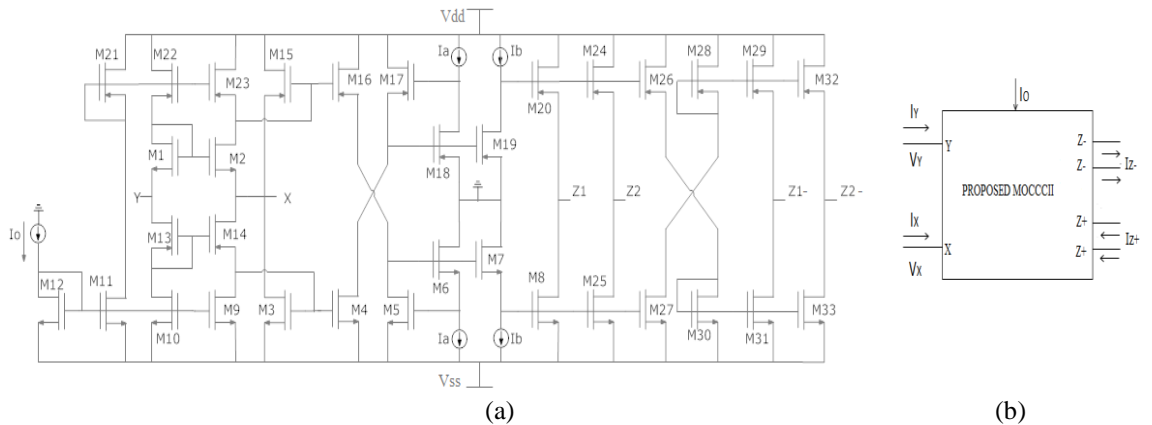 Vdd
M21 M22 M15 Ia Ib M24 M28 M29
M23 M16 M17 M20 M26 M32
M1 M2 M18 M19
Y X Z1 Z2 Z1- Z2 -
Io M13 M14
M12 M11 M6 M7 M8 M25
M10 M9 M3 M4 M5 Ia Ib M27 M30 M31 M33
Vss
(a)
Io
IY
VY Y
Z-
Z- Iz-
PROPOSED MOCCCII
IX
VX X
Z+
Z+ Iz+
(b)